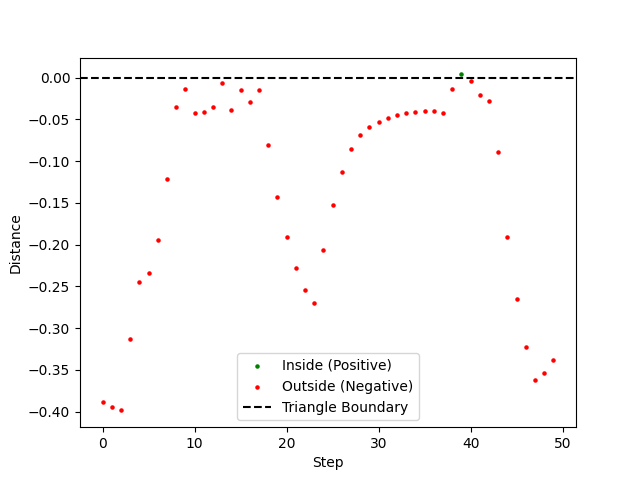 0.00
−0.05
−0.10
−0.15
−0.20
−0.25
−0.30
−0.35
−0.40
Distance
Inside (Positive)
Outside (Negative)
Triangle Boundary
0 10 20 30 40 50
Step